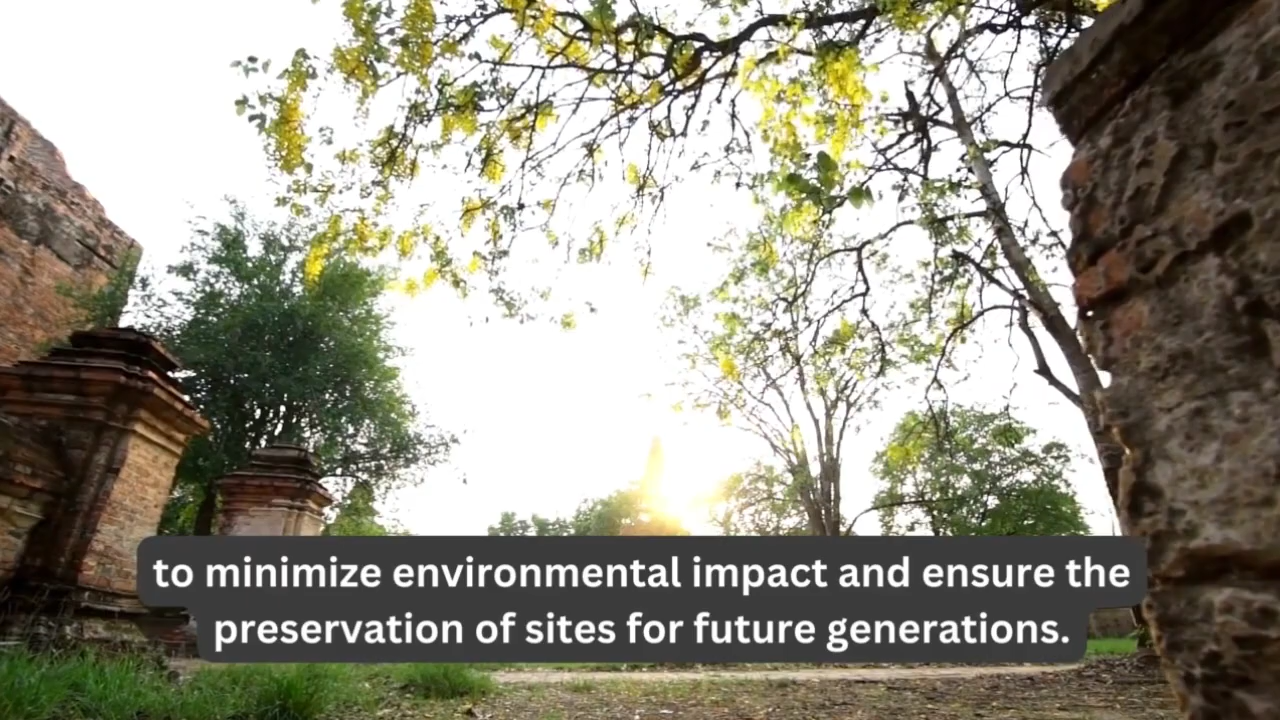 to minimize environmental impact and ensure the
preservation of sites for future generations.